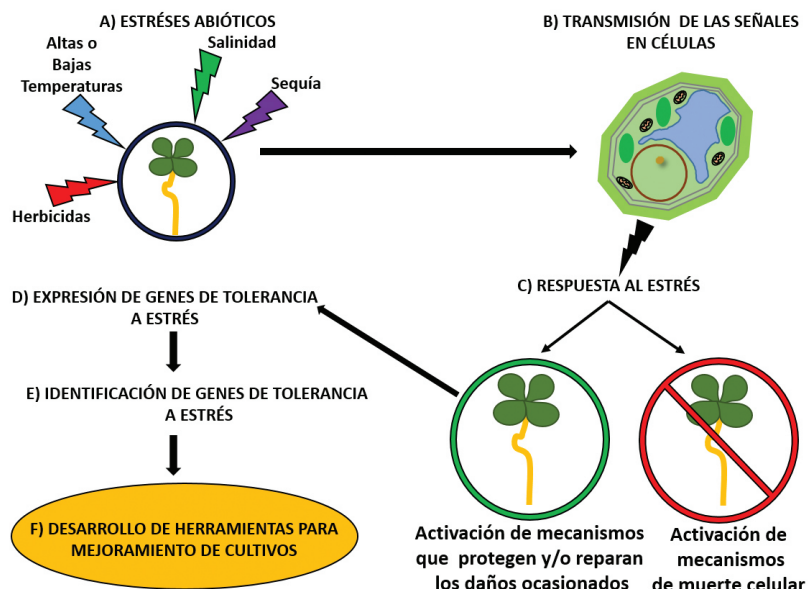 A) ESTRÉSES ABIÓTICOS
Altas o
Bajas
Temperaturas
Salinidad
Sequía
Herbicidas
B) TRANSMISIÓN DE LAS SEÑALES
EN CÉLULAS
C) RESPUESTA AL ESTRÉS
Activación de mecanismos
que protegen y/o reparan
los daños ocasionados
Activación de
mecanismos
de muerte celular
D) EXPRESIÓN DE GENES DE TOLERANCIA
A ESTRÉS
E) IDENTIFICACIÓN DE GENES DE TOLERANCIA
A ESTRÉS
F) DESARROLLO DE HERRAMIENTAS PARA
MEJORAMIENTO DE CULTIVOS